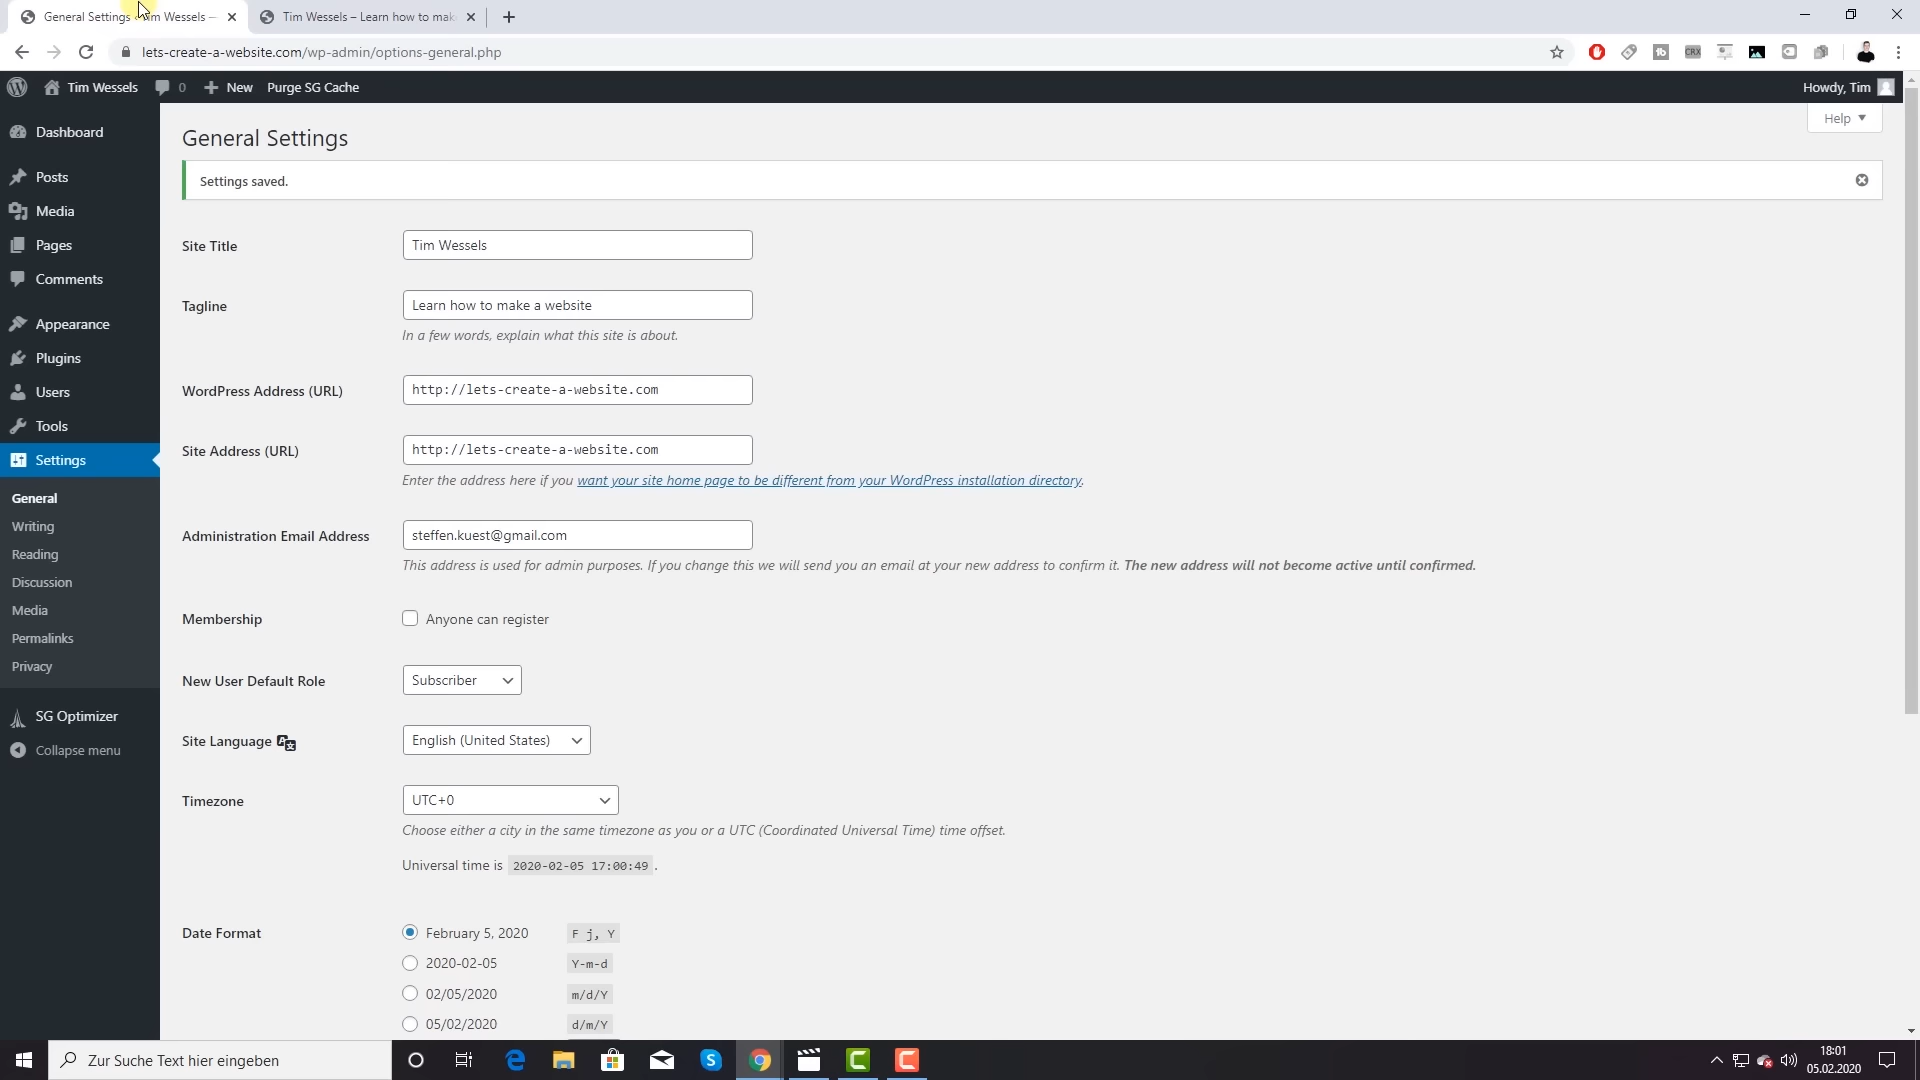 General Settings ‹ Tim Wessels —
Tim Wessels – Learn how to mak
lets-create-a-website.com/wp-admin/options-general.php
Tim Wessels
0
New
Purge SG Cache
Howdy, Tim
Help
Dashboard
Posts
Media
Pages
Comments
Appearance
Plugins
Users
Tools
Settings
General
Writing
Reading
Discussion
Media
Permalinks
Privacy
SG Optimizer
Collapse menu
General Settings
Settings saved.
Site Title
Tim Wessels
Tagline
Learn how to make a website
In a few words, explain what this site is about.
WordPress Address (URL)
http://lets-create-a-website.com
Site Address (URL)
http://lets-create-a-website.com
Enter the address here if you want your site home page to be different from your WordPress installation directory.
Administration Email Address
steffen.kuest@gmail.com
This address is used for admin purposes. If you change this we will send you an email at your new address to confirm it. The new address will not become active until confirmed.
Membership
Anyone can register
New User Default Role
Subscriber
Site Language
English (United States)
Timezone
UTC+0
Choose either a city in the same timezone as you or a UTC (Coordinated Universal Time) time offset.
Universal time is 2020-02-05 17:00:49 .
Date Format
February 5, 2020 F j, Y
2020-02-05 Y-m-d
02/05/2020 m/d/Y
05/02/2020 d/m/Y
Zur Suche Text hier eingeben
18:01
05.02.2020